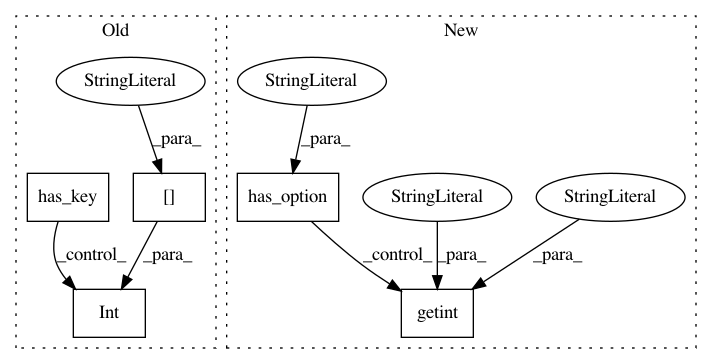 Old
New
StringLiteral
StringLiteral
_para_
_para_
has_key
[]
has_option
StringLiteral
StringLiteral
_control_
_para_
_control_
_para_
_para_
Int
getint